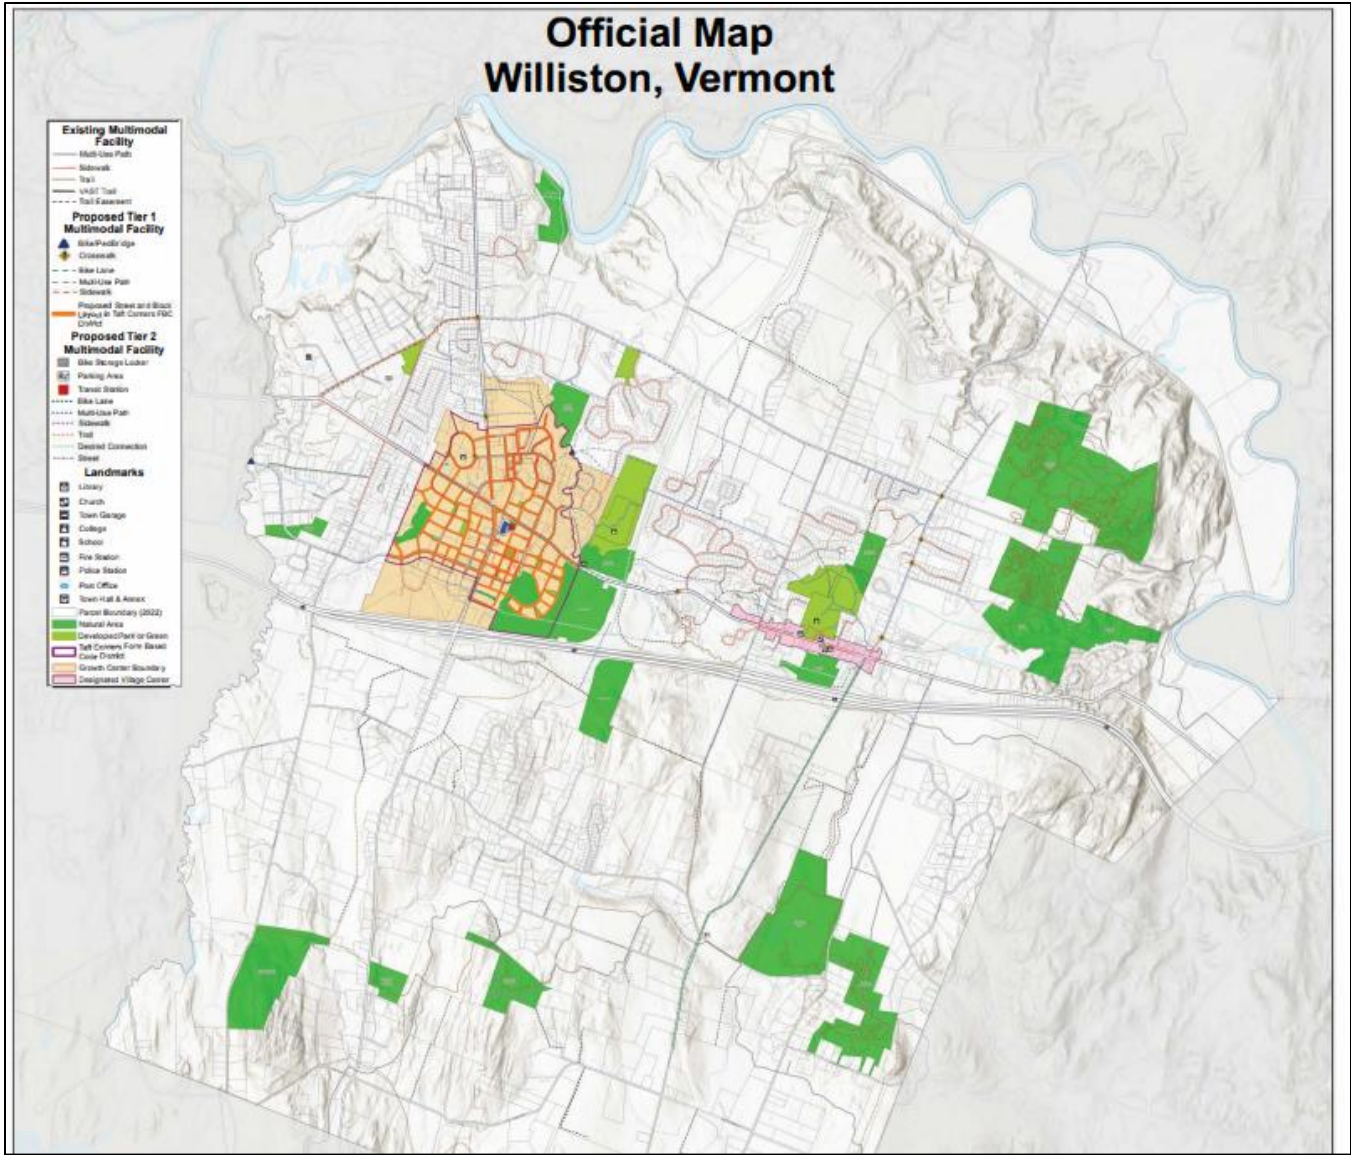 Official Map
Williston, Vermont
Existing Multimodal
Facility
Multi-Use Path
Sidewalk
Trail
VAST Trail
Trail Easement
Proposed Tier 1
Multimodal Facility
Bike/Ped Bridge
Crosswalk
Bike Lane
Multi-Use Path
Sidewalk
Proposed Street and Block
Layout in Taft Corners FBC
District
Proposed Tier 2
Multimodal Facility
Bike Storage Locker
Parking Area
Transit Station
Bike Lane
Multi-Use Path
Sidewalk
Trail
Desired Connection
Street
Landmarks
Library
Church
Town Garage
College
School
Fire Station
Police Station
Post Office
Town Hall & Annex
Parcel Boundary (2022)
Natural Area
Developed Park or Green
Taft Corners Form Based
Code District
Growth Center Boundary
Designated Village Center